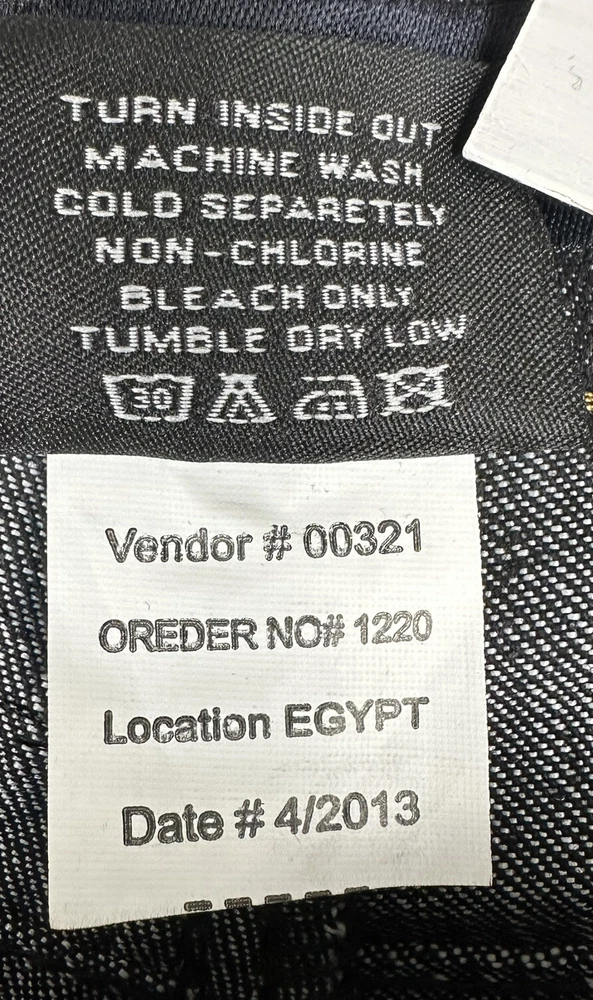 TURN INSIDE OUT
MACHINE WASH
COLD SEPARETELY
NON-CHLORINE
BLEACH ONLY
TUMBLE DRY LOW
30
Vendor # 00321
OREDER NO# 1220
Location EGYPT
Date # 4/2013